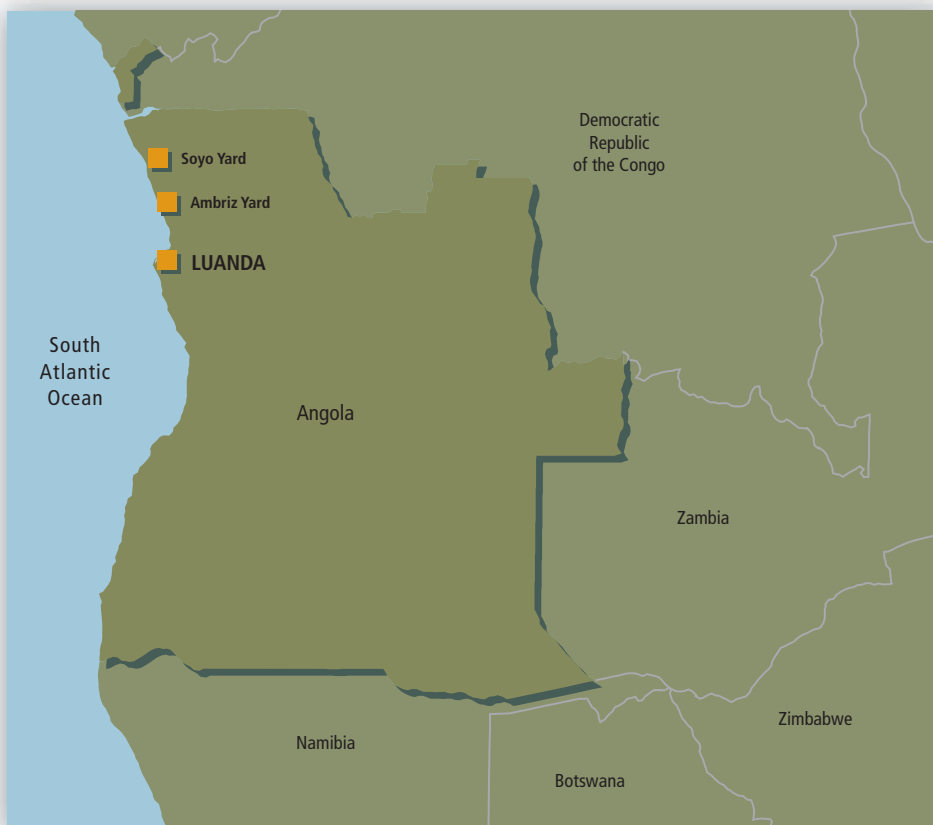 Democratic
Republic
of the Congo
Soyo Yard
Ambriz Yard
LUANDA
South
Atlantic
Ocean
Angola
Zambia
Zimbabwe
Namibia
Botswana